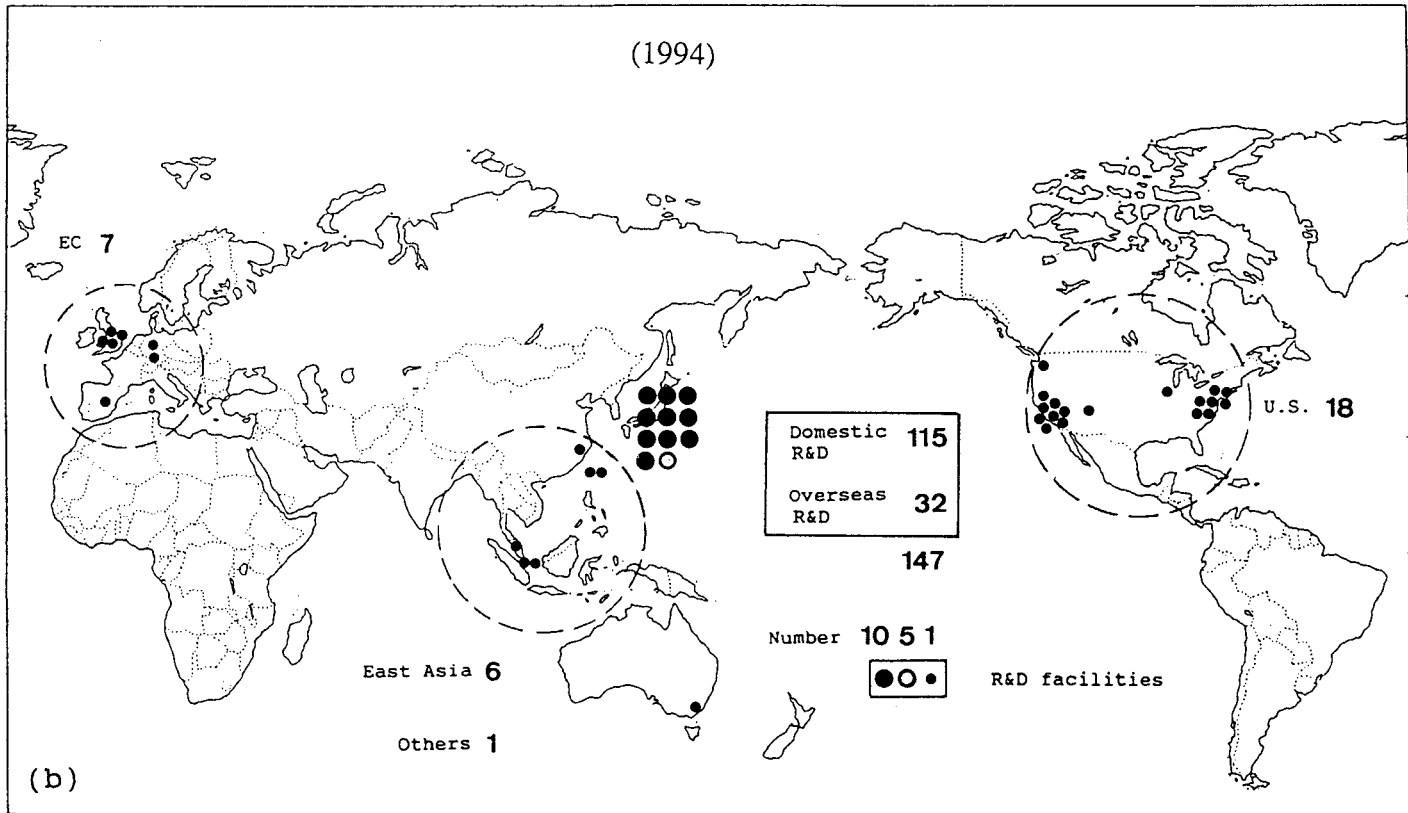 (1994)
EC 7
U.S. 18
Domestic R&D 115
Overseas R&D 32
147
Number 10 5 1
R&D facilities
East Asia 6
Others 1
(b)